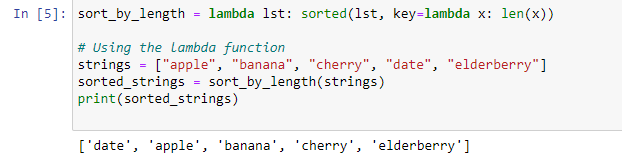 In [5]: sort_by_length = lambda lst: sorted(lst, key=lambda x: len(x))
# Using the lambda function
strings = ["apple", "banana", "cherry", "date", "elderberry"]
sorted_strings = sort_by_length(strings)
print(sorted_strings)
['date', 'apple', 'banana', 'cherry', 'elderberry']